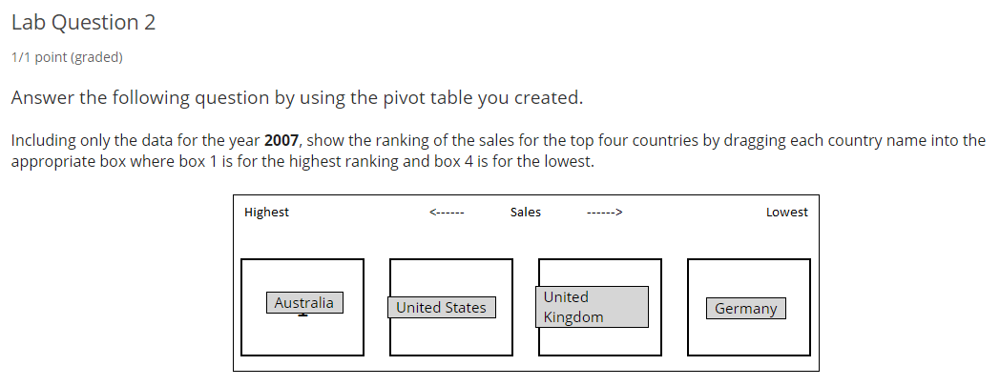 Lab Question 2
1/1 point (graded)
Answer the following question by using the pivot table you created.
Including only the data for the year 2007, show the ranking of the sales for the top four countries by dragging each country name into the
appropriate box where box 1 is for the highest ranking and box 4 is for the lowest.
Highest <------ Sales ------> Lowest
Australia
United States
United
Kingdom
Germany